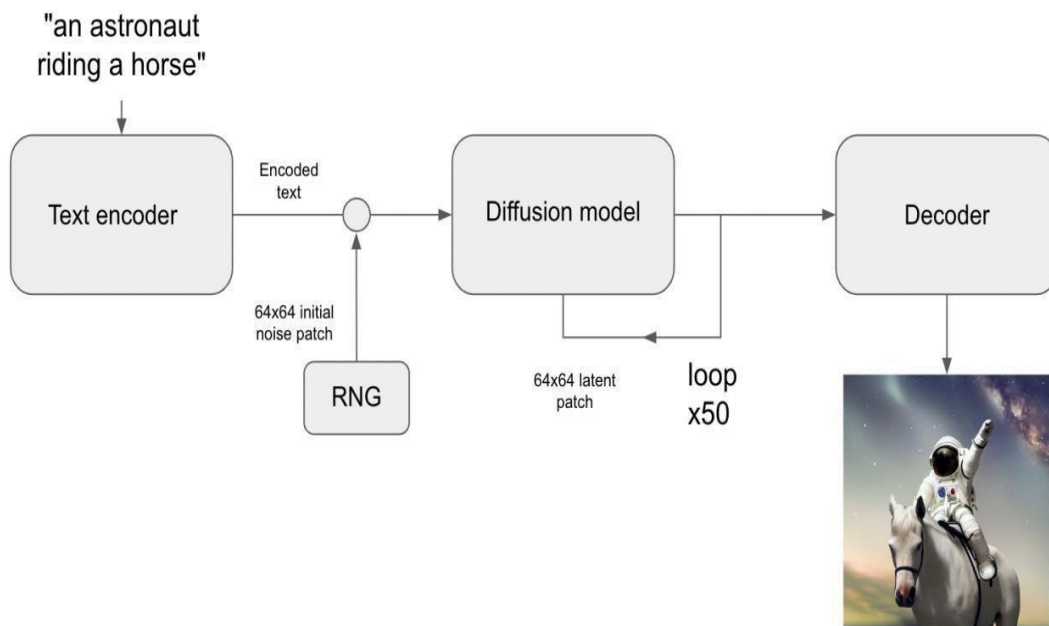 "an astronaut
riding a horse"
Text encoder
Encoded
text
Diffusion model
Decoder
64x64 initial
noise patch
RNG
64x64 latent
patch
loop
x50